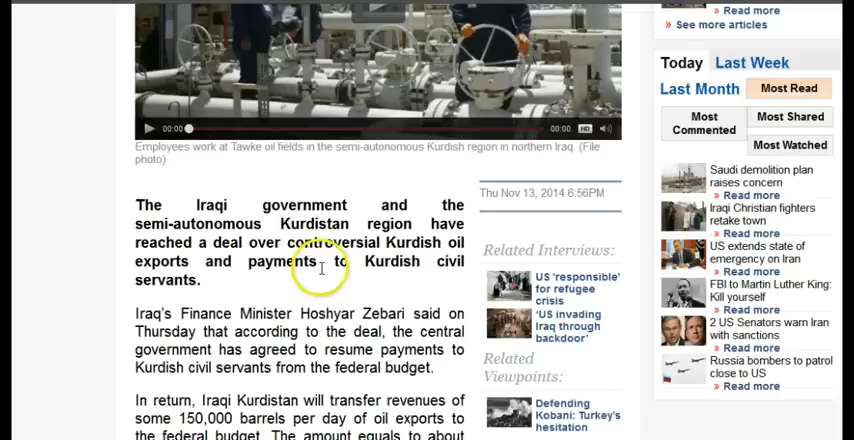 Read more
» See more articles
00:00
00:00
HD
Employees work at Tawke oil fields in the semi-autonomous Kurdish region in northern Iraq. (File
photo)
The Iraqi government and the
semi-autonomous Kurdistan region have
reached a deal over controversial Kurdish oil
exports and payments to Kurdish civil
servants.
Iraq's Finance Minister Hoshyar Zebari said on
Thursday that according to the deal, the central
government has agreed to resume payments to
Kurdish civil servants from the federal budget.
In return, Iraqi Kurdistan will transfer revenues of
some 150,000 barrels per day of oil exports to
the federal budget. The amount equals to about
Thu Nov 13, 2014 6:56PM
Related Interviews:
US 'responsible'
for refugee
crisis
'US invading
Iraq through
backdoor'
Related
Viewpoints:
Defending
Kobani: Turkey's
hesitation
Today
Last Week
Last Month
Most Read
Most
Commented
Most Shared
Most Watched
Saudi demolition plan
raises concern
» Read more
Iraqi Christian fighters
retake town
» Read more
US extends state of
emergency on Iran
» Read more
FBI to Martin Luther King:
Kill yourself
» Read more
2 US Senators warn Iran
with sanctions
» Read more
Russia bombers to patrol
close to US
» Read more